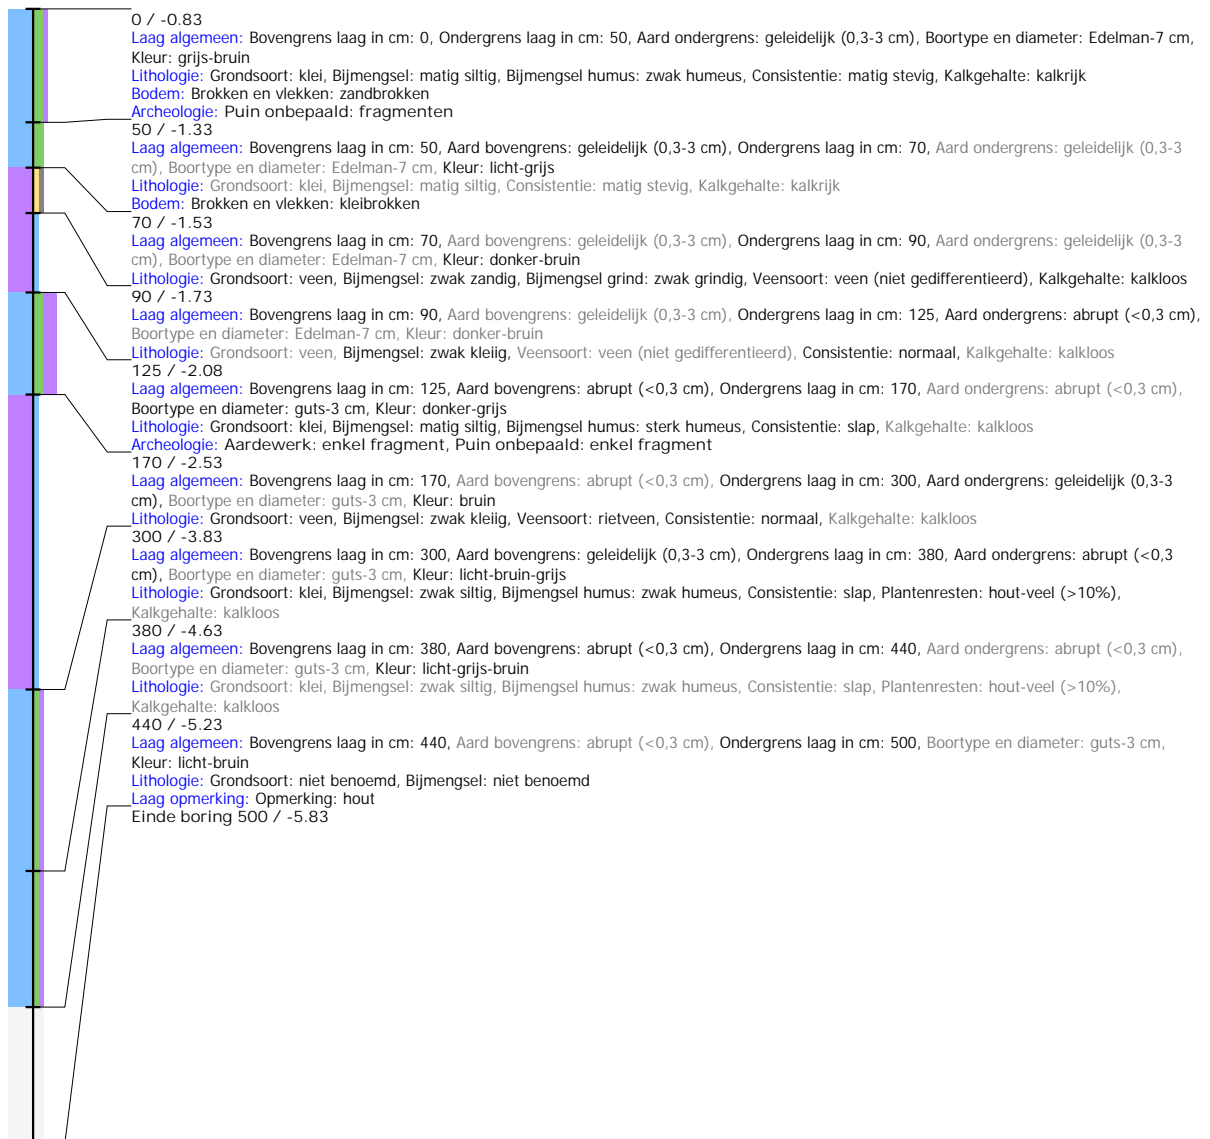 0 / -0.83
Laag algemeen: Bovengrens laag in cm: 0, Ondergrens laag in cm: 50, Aard ondergrens: geleidelijk (0,3-3 cm), Boortype en diameter: Edelman-7 cm,
Kleur: grijs-bruin
Lithologie: Grondsoort: klei, Bijmengsel: matig siltig, Bijmengsel humus: zwak humeus, Consistentie: matig stevig, Kalkgehalte: kalkrijk
Bodem: Brokken en vlekken: zandbrokken
Archeologie: Puin onbepaald: fragmenten
50 / -1.33
Laag algemeen: Bovengrens laag in cm: 50, Aard bovengrens: geleidelijk (0,3-3 cm), Ondergrens laag in cm: 70, Aard ondergrens: geleidelijk (0,3-3
cm), Boortype en diameter: Edelman-7 cm, Kleur: licht-grijs
Lithologie: Grondsoort: klei, Bijmengsel: matig siltig, Consistentie: matig stevig, Kalkgehalte: kalkrijk
Bodem: Brokken en vlekken: kleibrokken
70 / -1.53
Laag algemeen: Bovengrens laag in cm: 70, Aard bovengrens: geleidelijk (0,3-3 cm), Ondergrens laag in cm: 90, Aard ondergrens: geleidelijk (0,3-3
cm), Boortype en diameter: Edelman-7 cm, Kleur: donker-bruin
Lithologie: Grondsoort: veen, Bijmengsel: zwak zandig, Bijmengsel grind: zwak grindig, Veensoort: veen (niet gedifferentieerd), Kalkgehalte: kalkloos
90 / -1.73
Laag algemeen: Bovengrens laag in cm: 90, Aard bovengrens: geleidelijk (0,3-3 cm), Ondergrens laag in cm: 125, Aard ondergrens: abrupt (<0,3 cm),
Boortype en diameter: Edelman-7 cm, Kleur: donker-bruin
Lithologie: Grondsoort: veen, Bijmengsel: zwak kleiig, Veensoort: veen (niet gedifferentieerd), Consistentie: normaal, Kalkgehalte: kalkloos
125 / -2.08
Laag algemeen: Bovengrens laag in cm: 125, Aard bovengrens: abrupt (<0,3 cm), Ondergrens laag in cm: 170, Aard ondergrens: abrupt (<0,3 cm),
Boortype en diameter: guts-3 cm, Kleur: donker-grijs
Lithologie: Grondsoort: klei, Bijmengsel: matig siltig, Bijmengsel humus: sterk humeus, Consistentie: slap, Kalkgehalte: kalkloos
Archeologie: Aardewerk: enkel fragment, Puin onbepaald: enkel fragment
170 / -2.53
Laag algemeen: Bovengrens laag in cm: 170, Aard bovengrens: abrupt (<0,3 cm), Ondergrens laag in cm: 300, Aard ondergrens: geleidelijk (0,3-3
cm), Boortype en diameter: guts-3 cm, Kleur: bruin
Lithologie: Grondsoort: veen, Bijmengsel: zwak kleiig, Veensoort: rietveen, Consistentie: normaal, Kalkgehalte: kalkloos
300 / -3.83
Laag algemeen: Bovengrens laag in cm: 300, Aard bovengrens: geleidelijk (0,3-3 cm), Ondergrens laag in cm: 380, Aard ondergrens: abrupt (<0,3
cm), Boortype en diameter: guts-3 cm, Kleur: licht-bruin-grijs
Lithologie: Grondsoort: klei, Bijmengsel: zwak siltig, Bijmengsel humus: zwak humeus, Consistentie: slap, Plantenresten: hout-veel (>10%),
Kalkgehalte: kalkloos
380 / -4.63
Laag algemeen: Bovengrens laag in cm: 380, Aard bovengrens: abrupt (<0,3 cm), Ondergrens laag in cm: 440, Aard ondergrens: abrupt (<0,3 cm),
Boortype en diameter: guts-3 cm, Kleur: licht-grijs-bruin
Lithologie: Grondsoort: klei, Bijmengsel: zwak siltig, Bijmengsel humus: zwak humeus, Consistentie: slap, Plantenresten: hout-veel (>10%),
Kalkgehalte: kalkloos
440 / -5.23
Laag algemeen: Bovengrens laag in cm: 440, Aard bovengrens: abrupt (<0,3 cm), Ondergrens laag in cm: 500, Boortype en diameter: guts-3 cm,
Kleur: licht-bruin
Lithologie: Grondsoort: niet benoemd, Bijmengsel: niet benoemd
Laag opmerking: Opmerking: hout
Einde boring 500 / -5.83